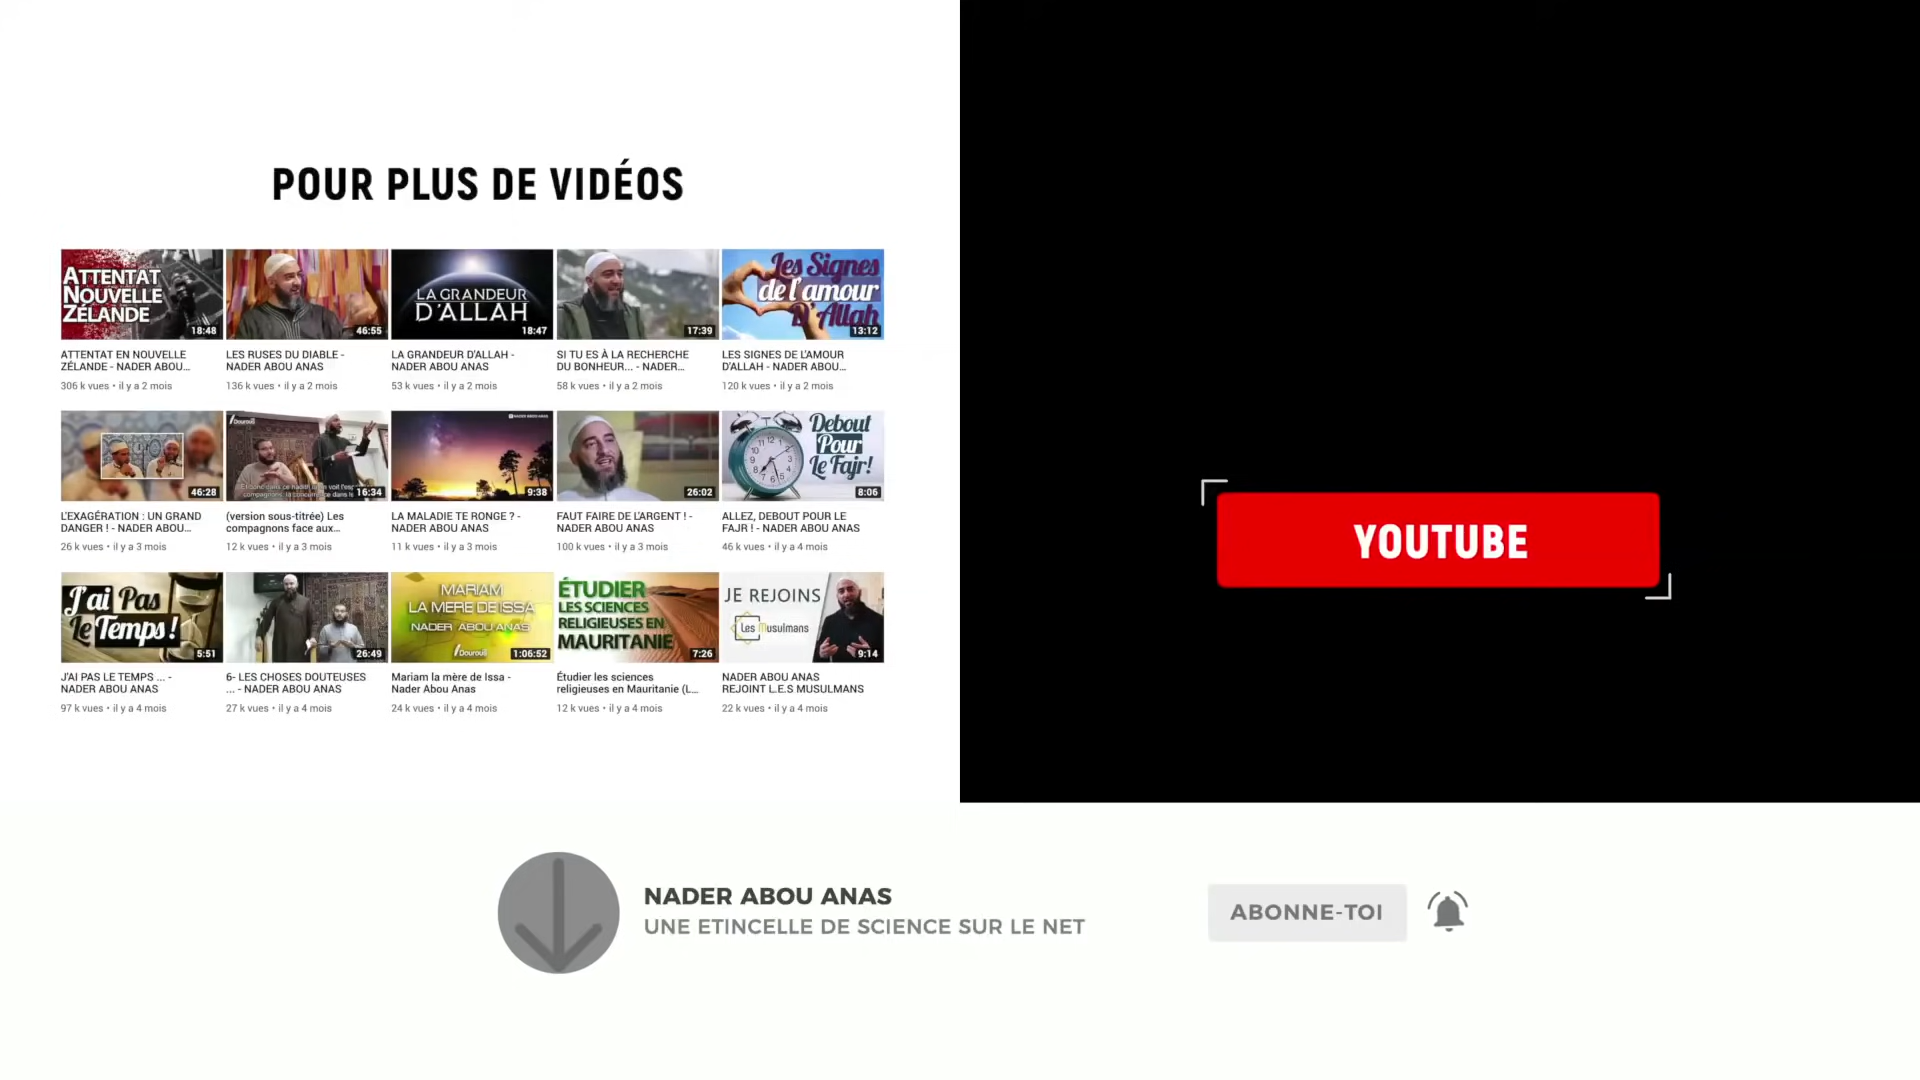 POUR PLUS DE VIDÉOS
ATTENTAT
NOUVELLE
ZÉLANDE
18:48
46:55
LA GRANDEUR
D'ALLAH
18:47
17:39
Les Signes
de l'amour
D'Allah
13:12
ATTENTAT EN NOUVELLE
ZÉLANDE - NADER ABOU...
306 k vues • il y a 2 mois
LES RUSES DU DIABLE -
NADER ABOU ANAS
136 k vues • il y a 2 mois
LA GRANDEUR D'ALLAH -
NADER ABOU ANAS
53 k vues • il y a 2 mois
SI TU ES À LA RECHERCHE
DU BONHEUR... - NADER...
58 k vues • il y a 2 mois
LES SIGNES DE L'AMOUR
D'ALLAH - NADER ABOU...
120 k vues • il y a 2 mois
46:28
Dourous
16:34
NADER ABOU ANAS
9:38
26:02
Debout
Pour
Le Fajr!
8:06
L'EXAGÉRATION : UN GRAND
DANGER ! - NADER ABOU...
26 k vues • il y a 3 mois
(version sous-titrée) Les
compagnons face aux...
12 k vues • il y a 3 mois
LA MALADIE TE RONGE ? -
NADER ABOU ANAS
11 k vues • il y a 3 mois
FAUT FAIRE DE L'ARGENT ! -
NADER ABOU ANAS
100 k vues • il y a 3 mois
ALLEZ, DEBOUT POUR LE
FAJR ! - NADER ABOU ANAS
46 k vues • il y a 4 mois
J'ai Pas
Le Temps !
5:51
26:49
MARIAM
LA MERE DE ISSA
NADER ABOU ANAS
Dourous
1:06:52
ÉTUDIER
LES SCIENCES
RELIGIEUSES EN
MAURITANIE
7:26
JE REJOINS
Les Musulmans
9:14
J'AI PAS LE TEMPS ... -
NADER ABOU ANAS
97 k vues • il y a 4 mois
6- LES CHOSES DOUTEUSES
... - NADER ABOU ANAS
27 k vues • il y a 4 mois
Mariam la mère de Issa -
Nader Abou Anas
24 k vues • il y a 4 mois
Étudier les sciences
religieuses en Mauritanie (L...
12 k vues • il y a 4 mois
NADER ABOU ANAS
REJOINT L.E.S MUSULMANS
22 k vues • il y a 4 mois
YOUTUBE
NADER ABOU ANAS
UNE ETINCELLE DE SCIENCE SUR LE NET
ABONNE-TOI